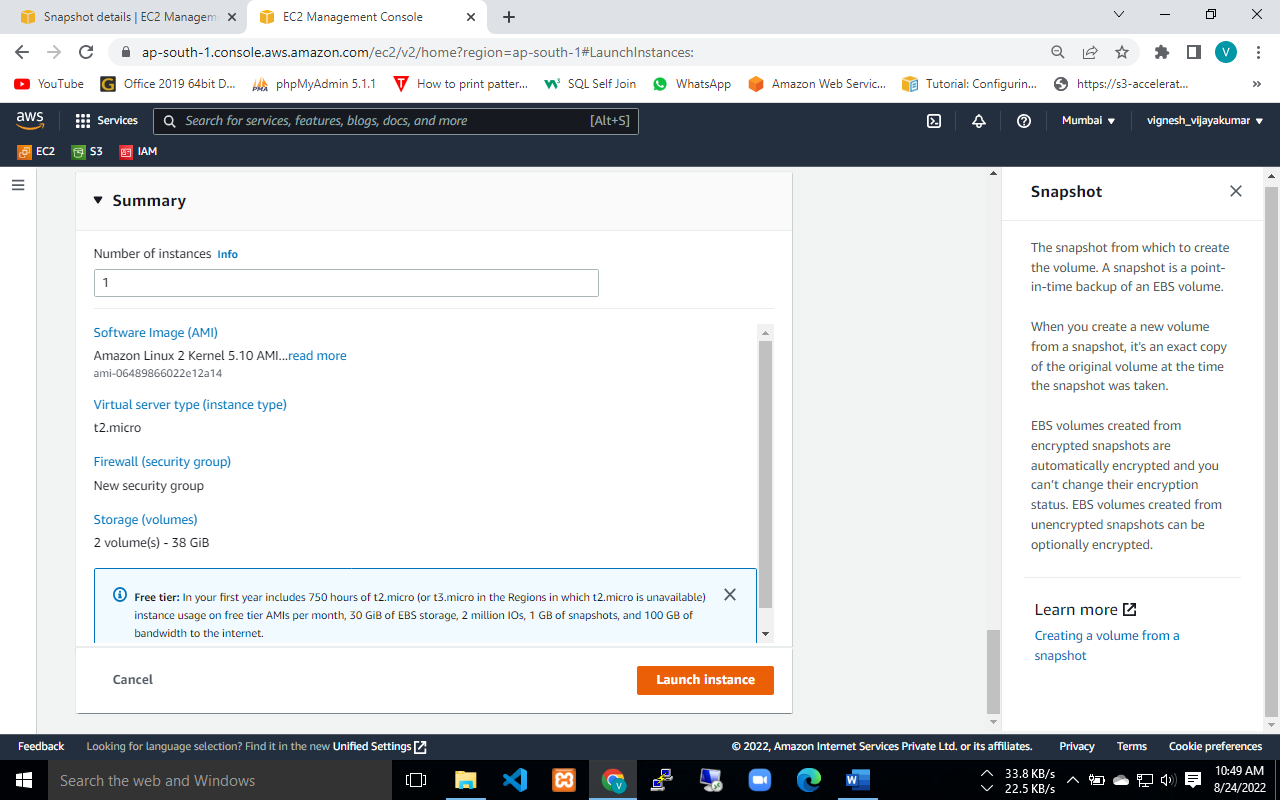 Snapshot details | EC2 Managem
EC2 Management Console
ap-south-1.console.aws.amazon.com/ec2/v2/home?region=ap-south-1#LaunchInstances:
V
YouTube
Office 2019 64bit D...
phpMyAdmin 5.1.1
How to print patter...
SQL Self Join
WhatsApp
Amazon Web Servic...
Tutorial: Configurin...
https://s3-accelerat...
»
aws
Services
Search for services, features, blogs, docs, and more
[Alt+S]
Mumbai
vignesh_vijayakumar
EC2
S3
IAM
Summary
Number of instances Info
1
Software Image (AMI)
Amazon Linux 2 Kernel 5.10 AMI...read more
ami-06489866022e12a14
Virtual server type (instance type)
t2.micro
Firewall (security group)
New security group
Storage (volumes)
2 volume(s) - 38 GiB
Free tier: In your first year includes 750 hours of t2.micro (or t3.micro in the Regions in which t2.micro is unavailable)
instance usage on free tier AMIs per month, 30 GiB of EBS storage, 2 million IOs, 1 GB of snapshots, and 100 GB of
bandwidth to the internet.
Cancel
Launch instance
Snapshot
The snapshot from which to create
the volume. A snapshot is a point-
in-time backup of an EBS volume.
When you create a new volume
from a snapshot, it's an exact copy
of the original volume at the time
the snapshot was taken.
EBS volumes created from
encrypted snapshots are
automatically encrypted and you
can't change their encryption
status. EBS volumes created from
unencrypted snapshots can be
optionally encrypted.
Learn more
Creating a volume from a
snapshot
Feedback
Looking for language selection? Find it in the new Unified Settings
© 2022, Amazon Internet Services Private Ltd. or its affiliates.
Privacy
Terms
Cookie preferences
Search the web and Windows
33.8 KB/s
22.5 KB/s
10:49 AM
8/24/2022